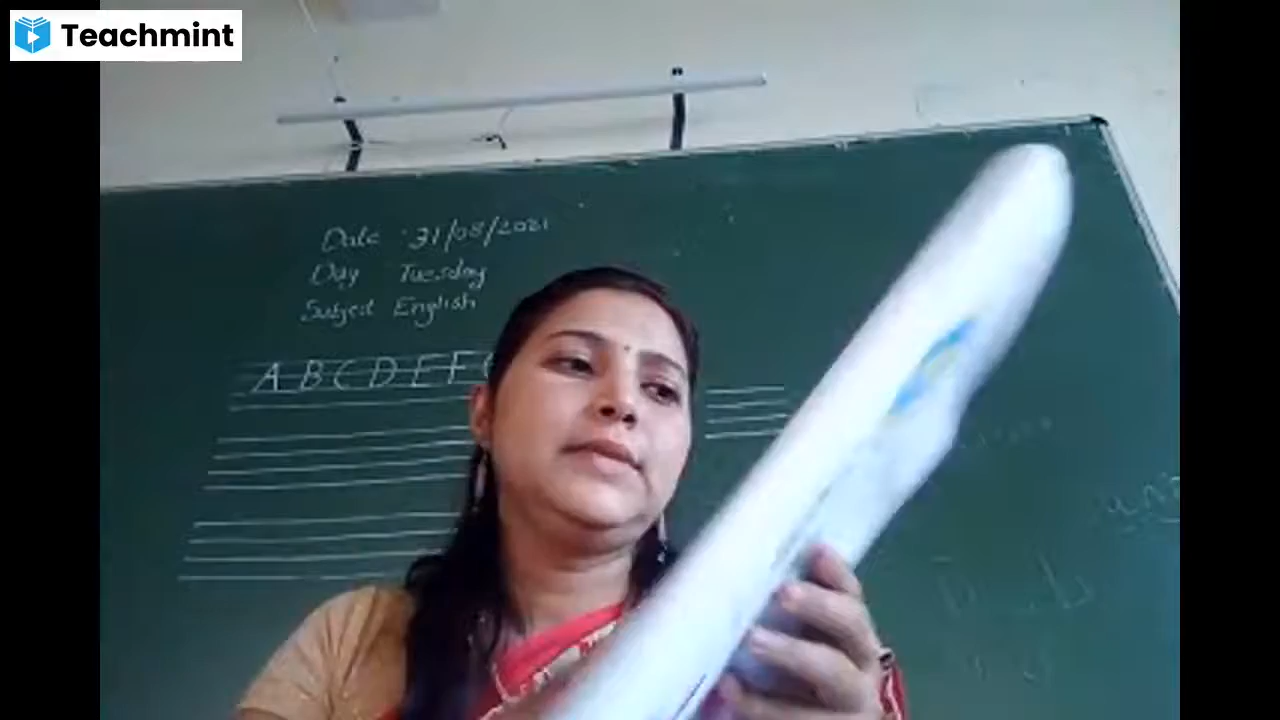 Teachmint
Date : 31/08/2021
Day Tuesday
Subject English
A B C D E F